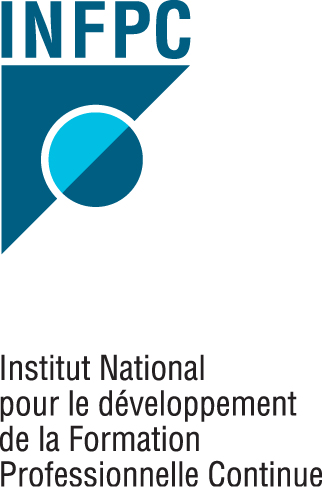 INFPC
Institut National
pour le développement
de la Formation
Professionnelle Continue